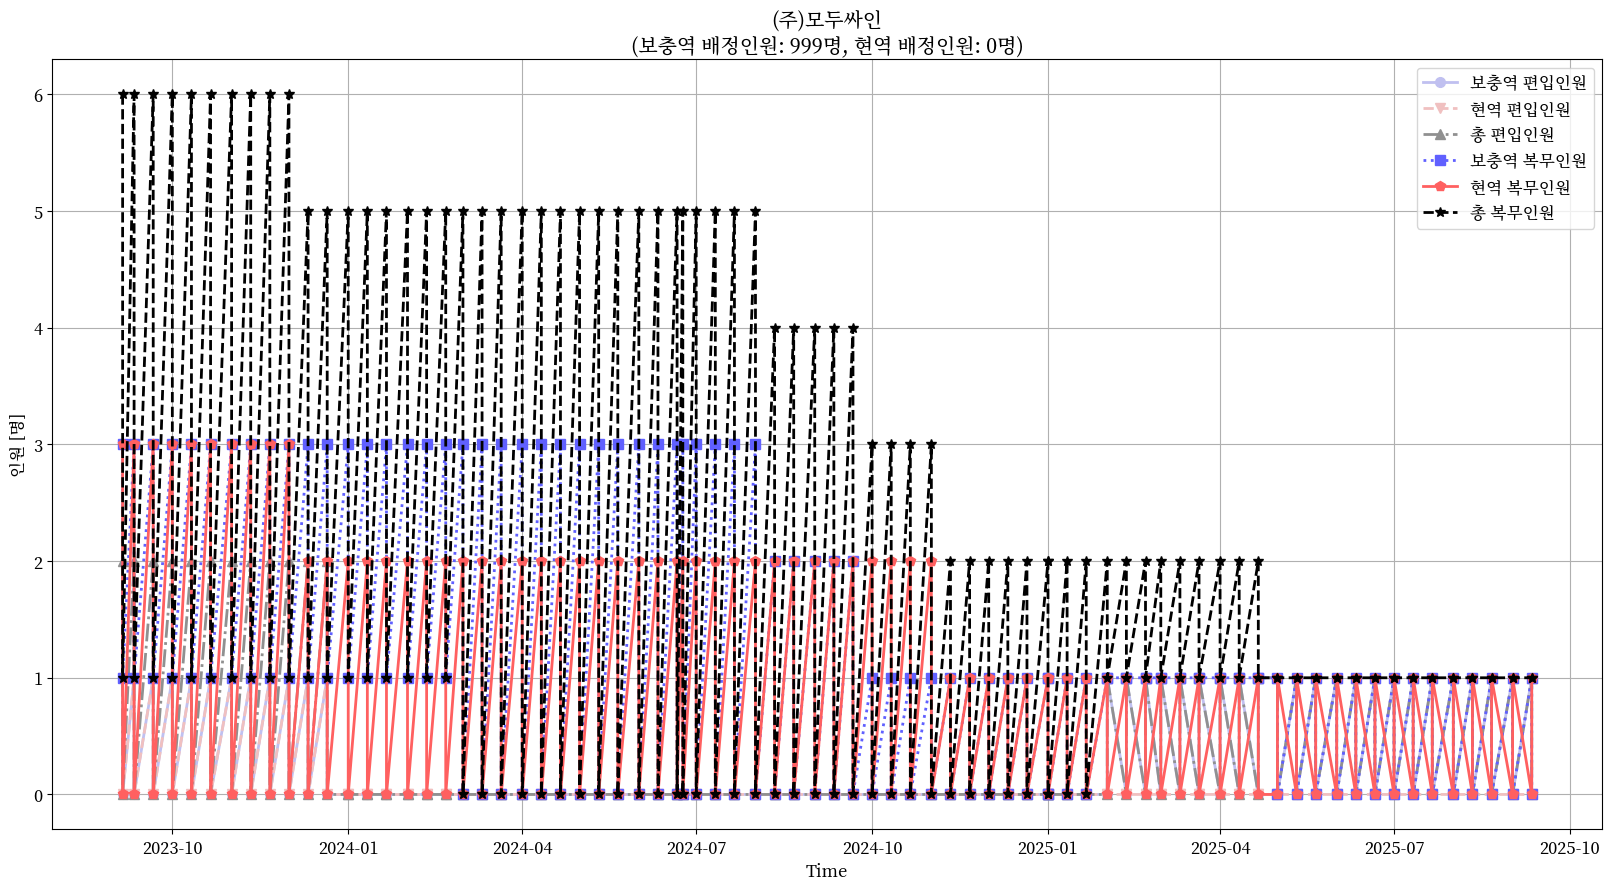 (주)모두싸인
(보충역 배정인원: 999명, 현역 배정인원: 0명)
보충역 편입인원
현역 편입인원
총 편입인원
보충역 복무인원
현역 복무인원
총 복무인원
인원 [명]
6
5
4
3
2
1
0
2023-10
2024-01
2024-04
2024-07
2024-10
2025-01
2025-04
2025-07
2025-10
Time